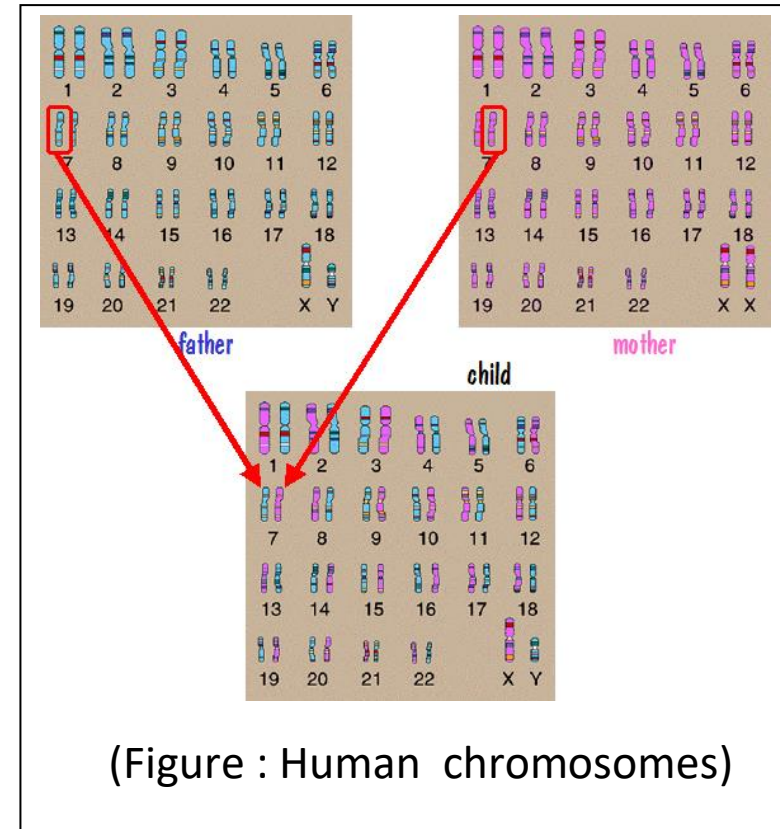 1 2 3 4 5 6
7 8 9 10 11 12
13 14 15 16 17 18
19 20 21 22 X Y
father
1 2 3 4 5 6
7 8 9 10 11 12
13 14 15 16 17 18
19 20 21 22 X X
mother
child
1 2 3 4 5 6
7 8 9 10 11 12
13 14 15 16 17 18
19 20 21 22 X Y
(Figure : Human chromosomes)